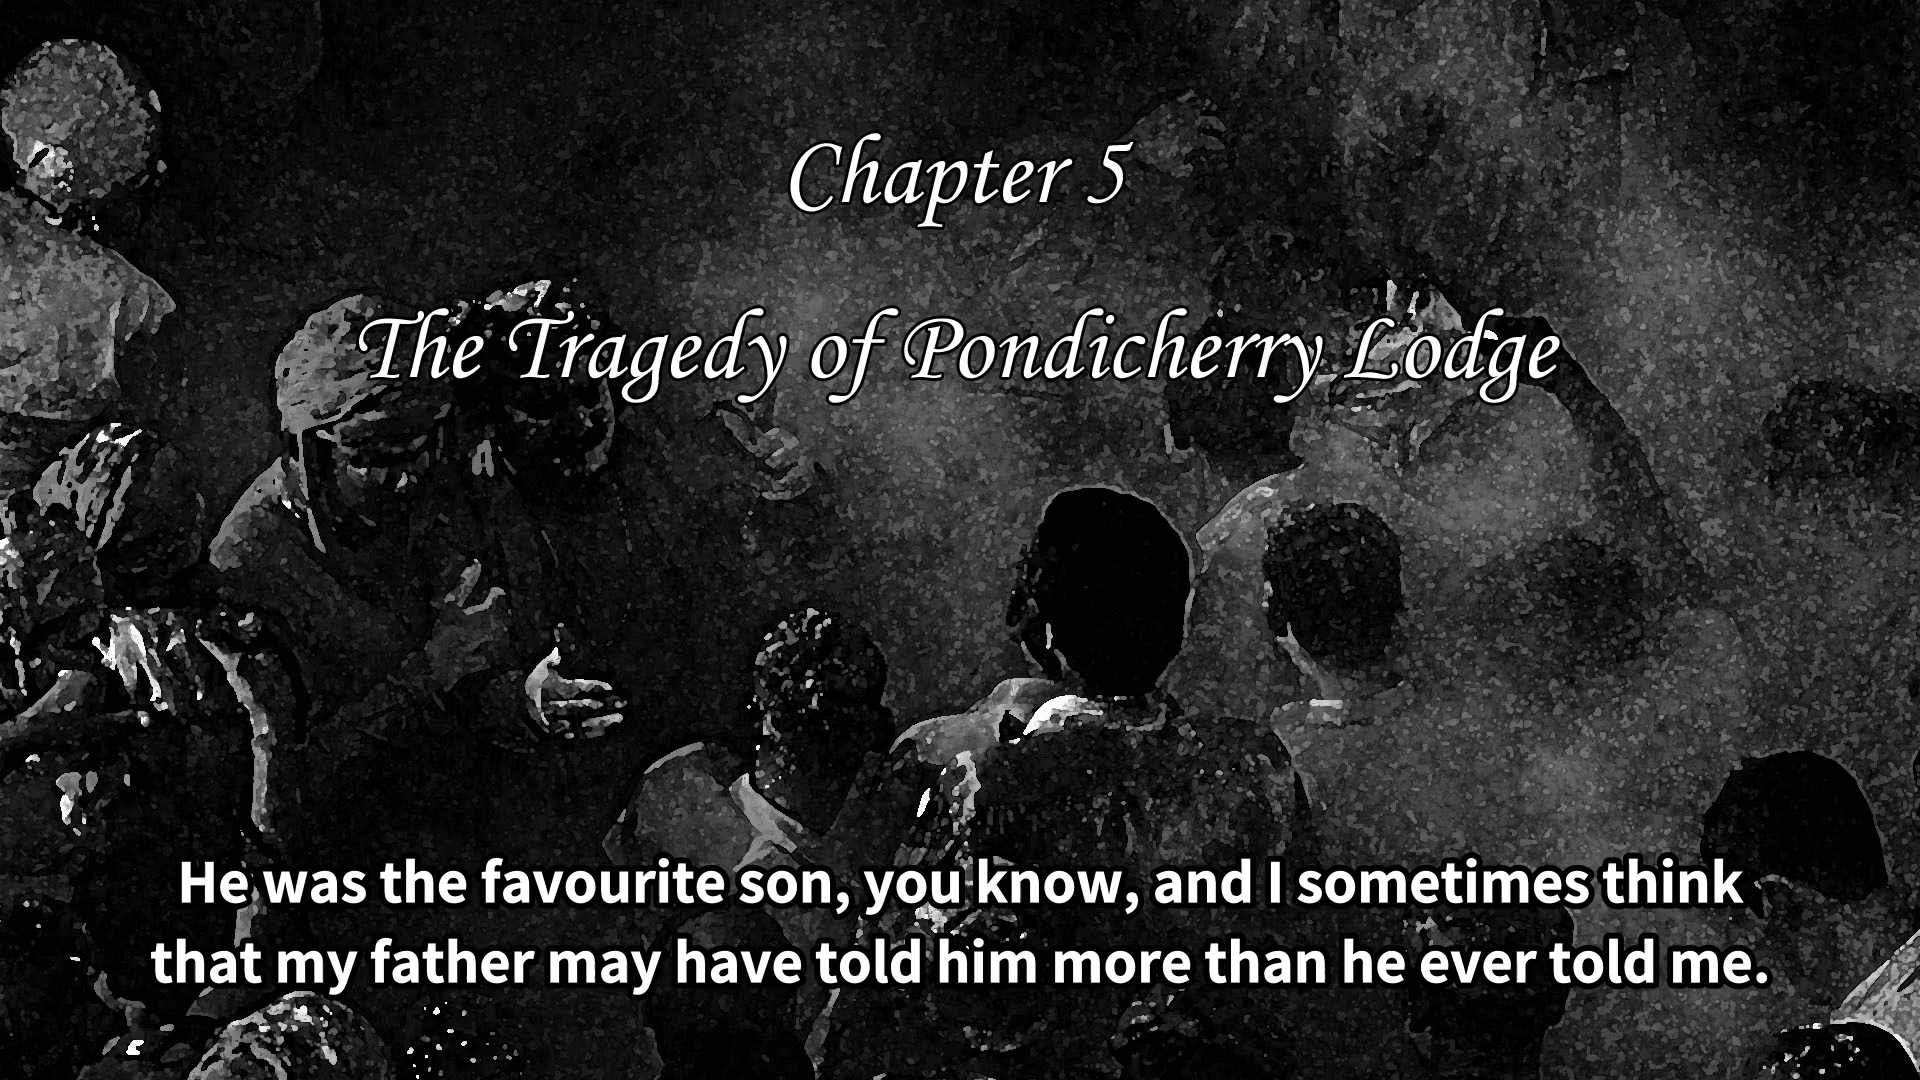 Chapter 5
The Tragedy of Pondicherry Lodge
He was the favourite son, you know, and I sometimes think
that my father may have told him more than he ever told me.